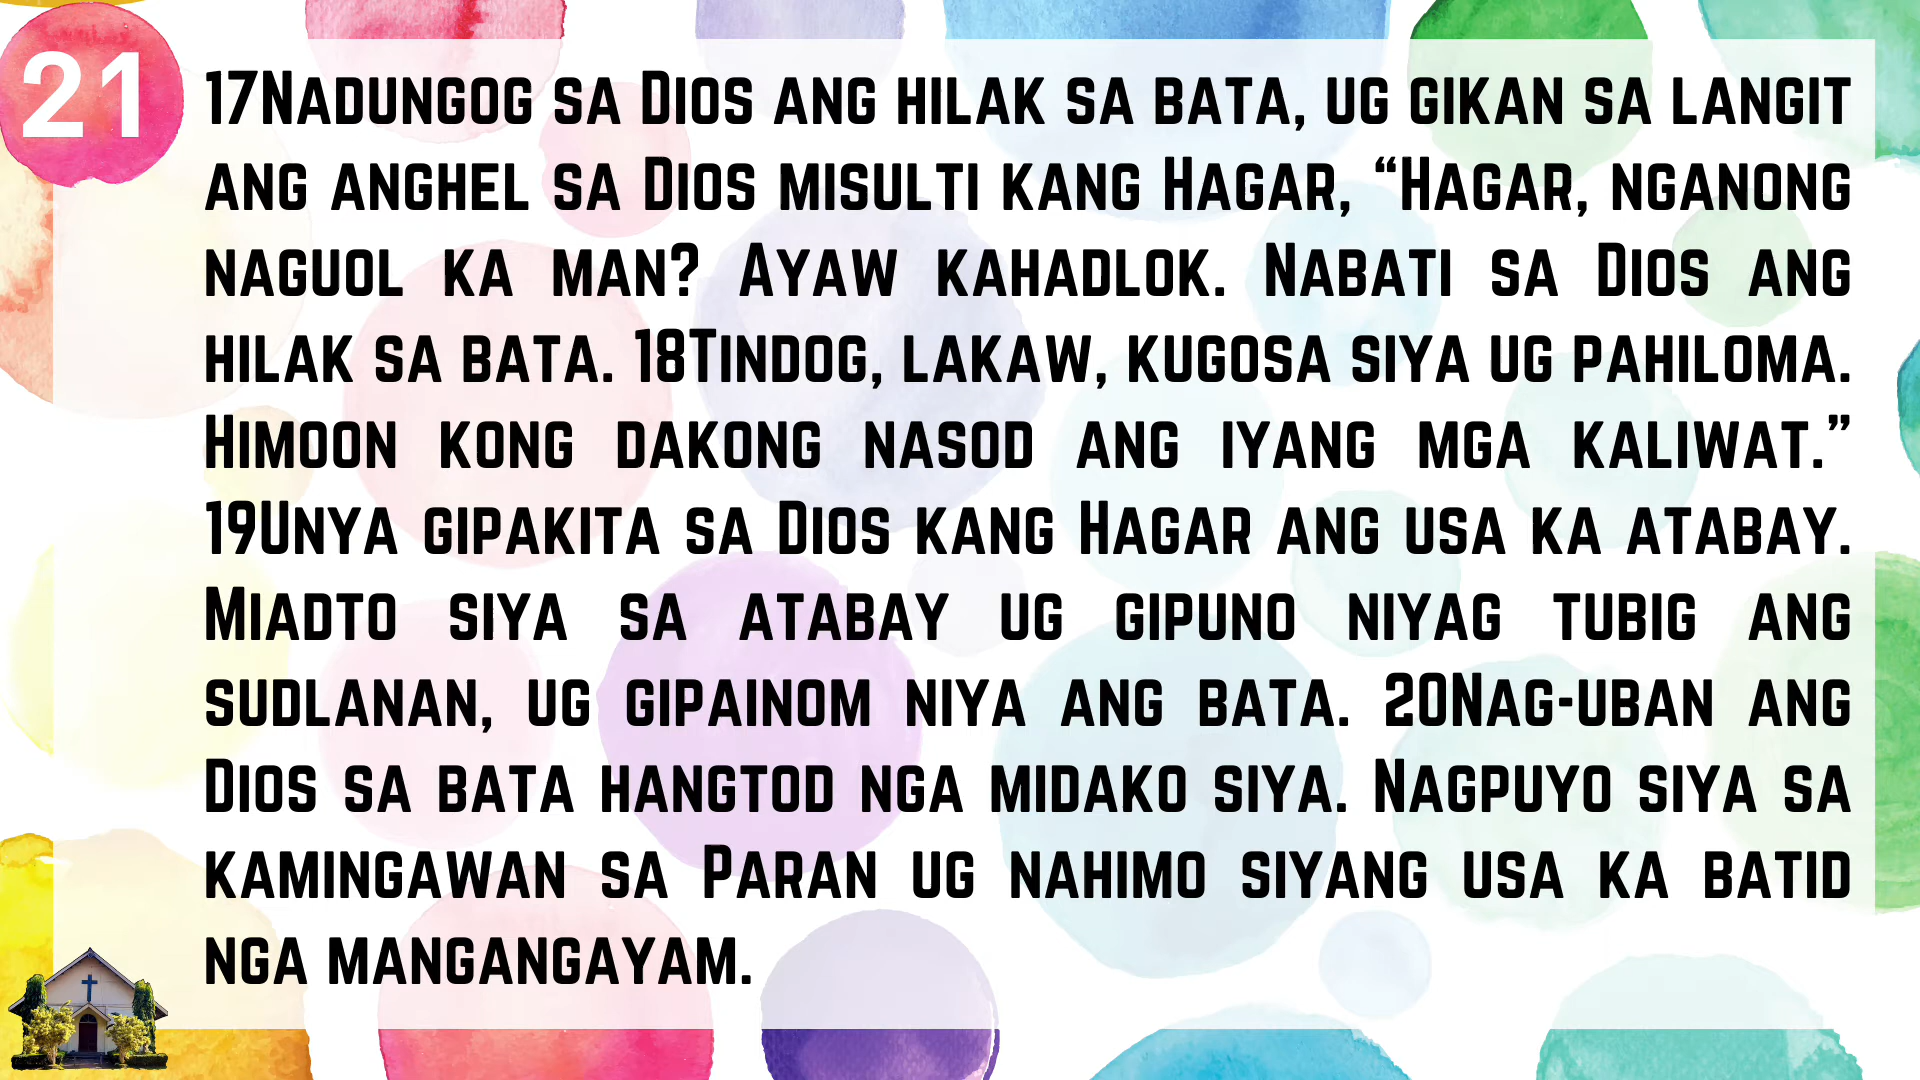 21
17Nadungog sa Dios ang hilak sa bata, ug gikan sa langit
ang anghel sa Dios misulti kang Hagar, “Hagar, nganong
naguol ka man? Ayaw kahadlok. Nabati sa Dios ang
hilak sa bata. 18Tindog, lakaw, kugosa siya ug pahiloma.
Himoon kong dakong nasod ang iyang mga kaliwat.”
19Unya gipakita sa Dios kang Hagar ang usa ka atabay.
Miadto siya sa atabay ug gipuno niyag tubig ang
sudlanan, ug gipainom niya ang bata. 20Nag-uban ang
Dios sa bata hangtod nga midako siya. Nagpuyo siya sa
kamingawan sa Paran ug nahimo siyang usa ka batid
nga mangangayam.